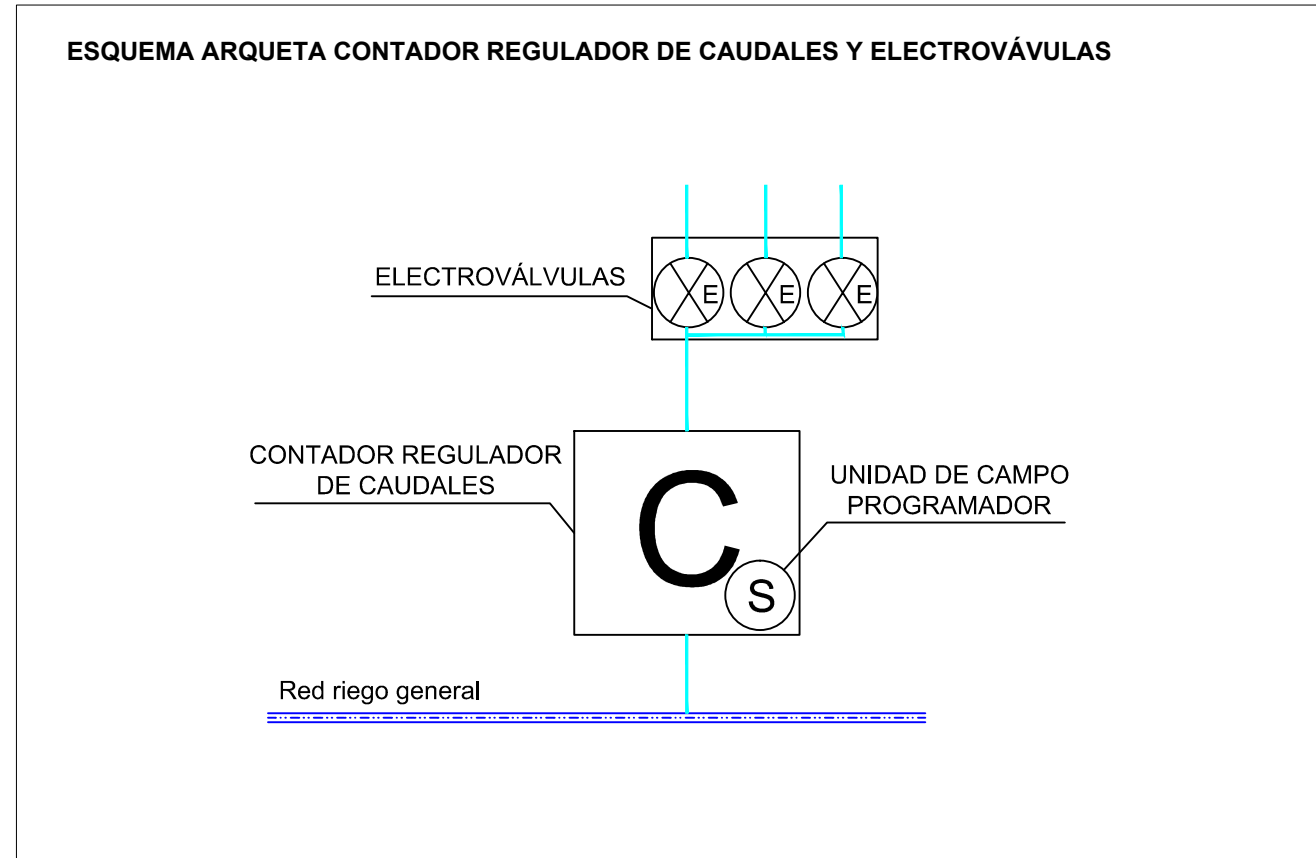 ESQUEMA ARQUETA CONTADOR REGULADOR DE CAUDALES Y ELECTROVÁVULAS
ELECTROVÁLVULAS
E E E
CONTADOR REGULADOR
DE CAUDALES
C
UNIDAD DE CAMPO
PROGRAMADOR
S
Red riego general